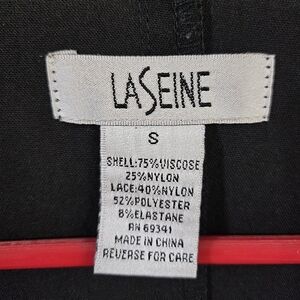 LASEINE
S
SHELL:75%VISCOSE
25%NYLON
LACE:40%NYLON
52%POLYESTER
8%ELASTANE
RN 69341
MADE IN CHINA
REVERSE FOR CARE